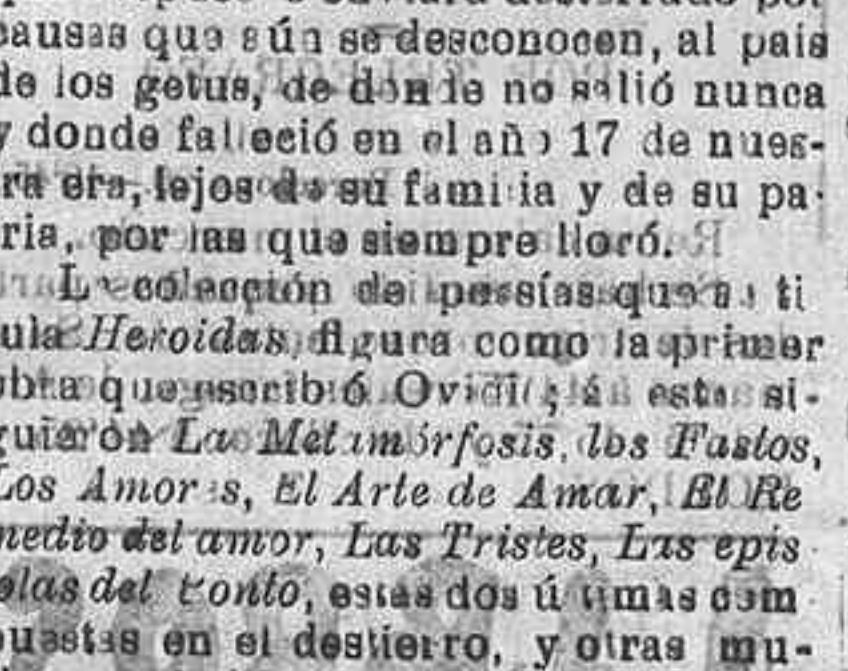 causas que aún se desconocen, al país
de los getus, de donde no salió nunca
y donde falleció en el año 17 de nues-
ra era, lejos de su familia y de su pa-
ria, por las que siempre lloró.
La colección de poesías que se ti
ula Heroidas, figura como la primer
obra que escribió Ovidio; á esta si-
guieron Las Metamórfosis, los Fastos,
Los Amores, El Arte de Amar, El Re
medio del amor, Las Tristes, Las epis
olas del Ponto, estas dos últimas com
puestas en el destierro, y otras mu-